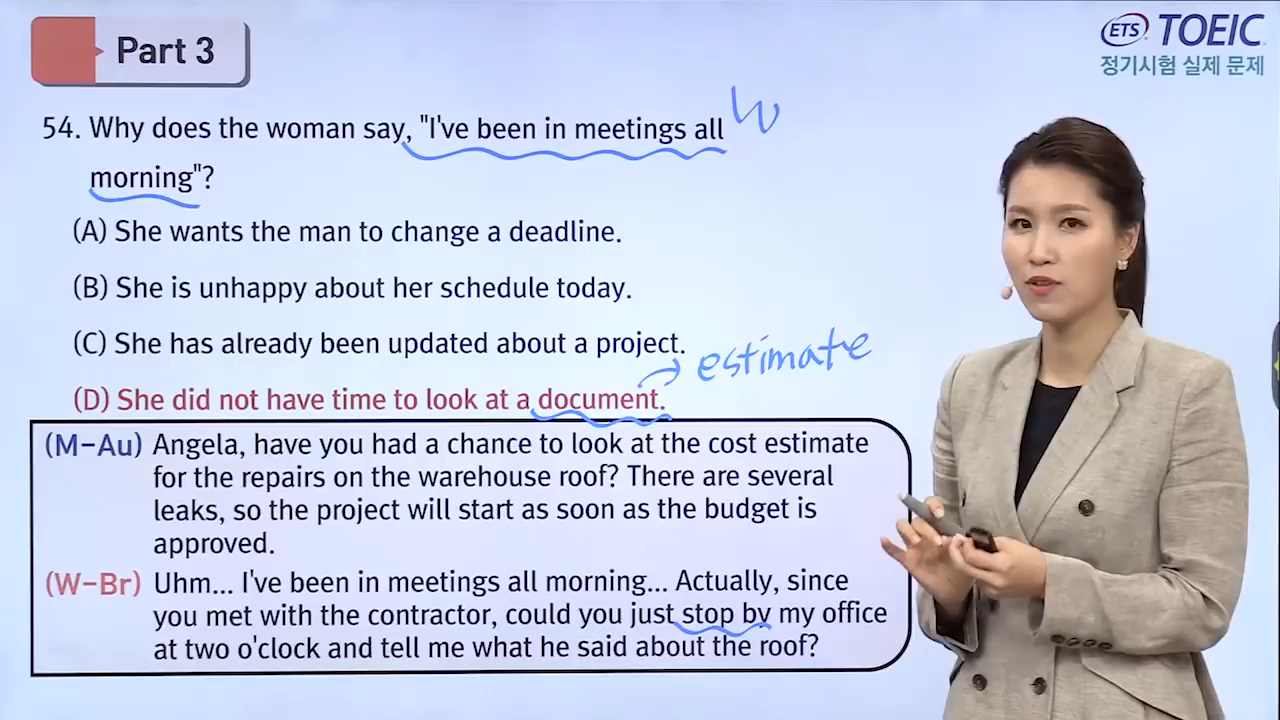 Part 3
ETS TOEIC
정기시험 실제 문제
54. Why does the woman say, "I've been in meetings all
W
morning"?
(A) She wants the man to change a deadline.
(B) She is unhappy about her schedule today.
(C) She has already been updated about a project.
estimate
(D) She did not have time to look at a document.
(M-Au) Angela, have you had a chance to look at the cost estimate
for the repairs on the warehouse roof? There are several
leaks, so the project will start as soon as the budget is
approved.
(W-Br) Uhm... I've been in meetings all morning... Actually, since
you met with the contractor, could you just stop by my office
at two o'clock and tell me what he said about the roof?